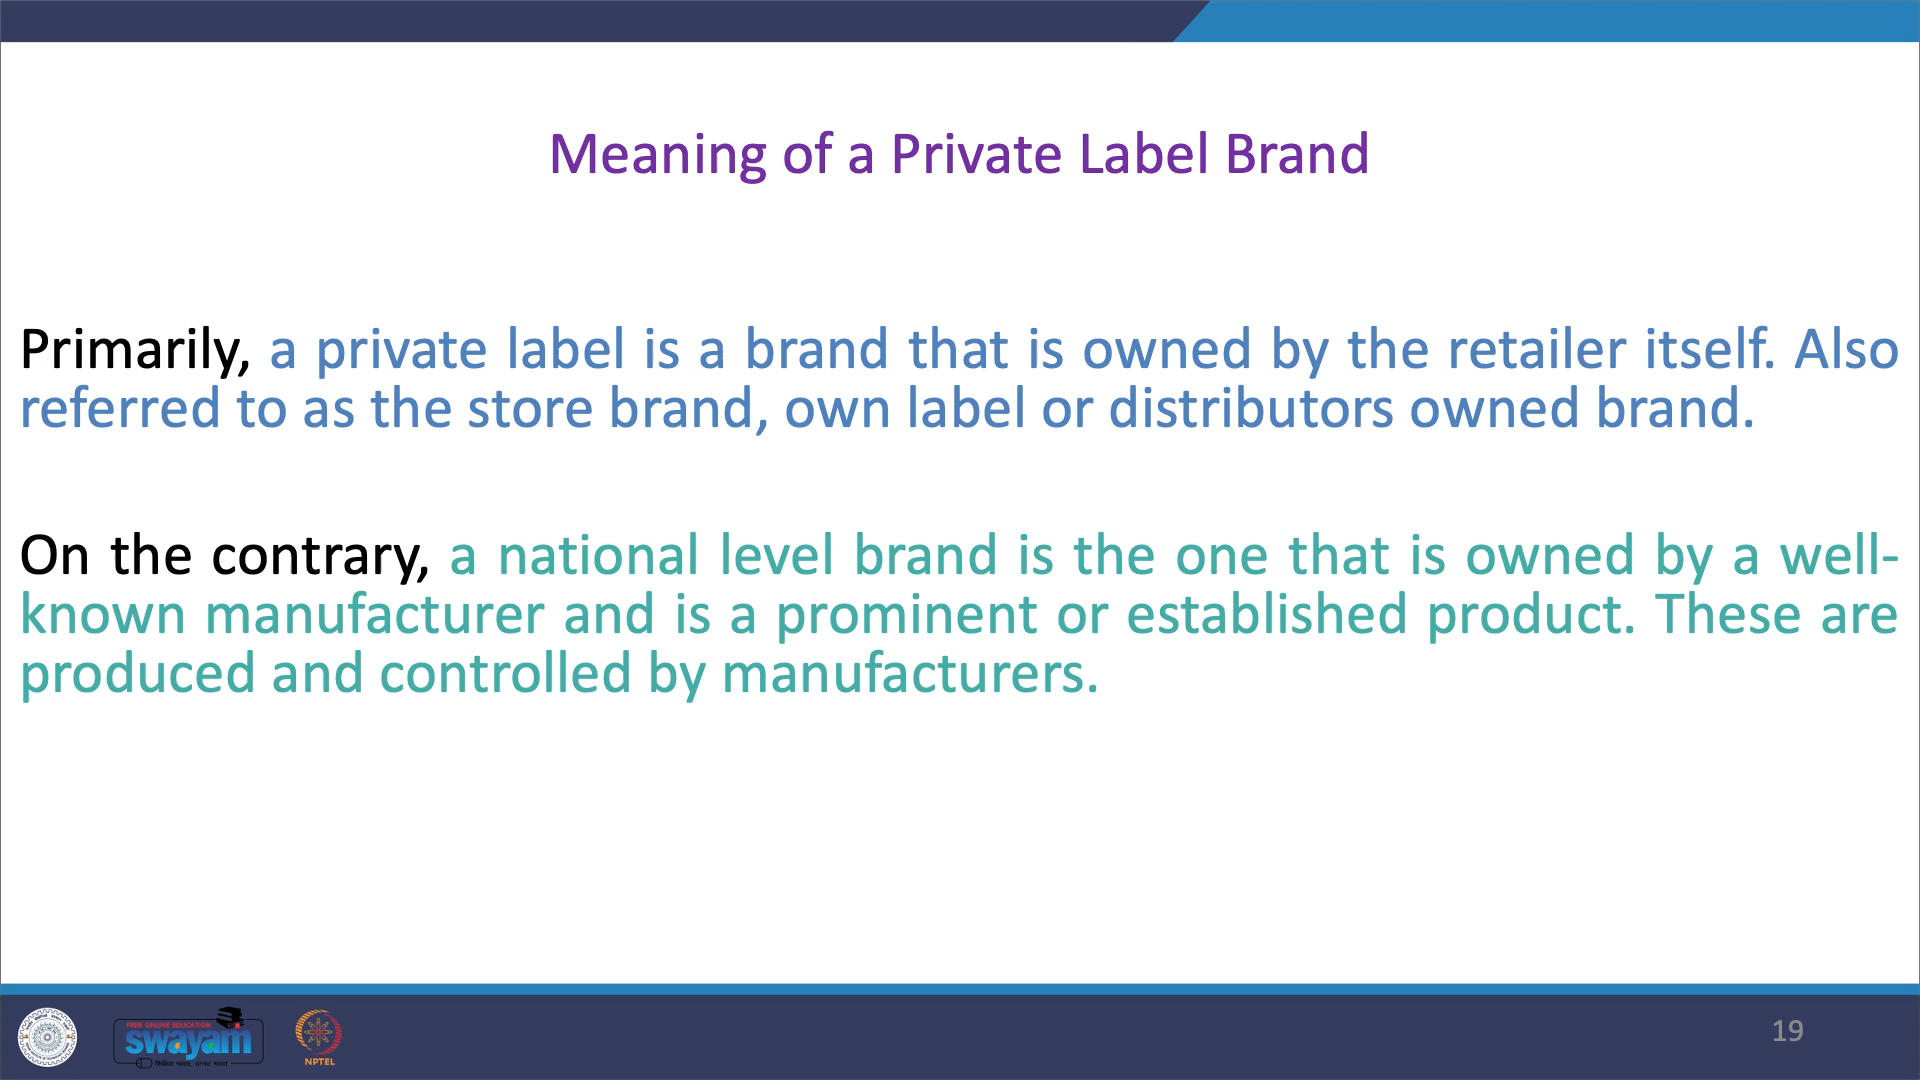 Meaning of a Private Label Brand
Primarily, a private label is a brand that is owned by the retailer itself. Also
referred to as the store brand, own label or distributors owned brand.
On the contrary, a national level brand is the one that is owned by a well-
known manufacturer and is a prominent or established product. These are
produced and controlled by manufacturers.
FREE ONLINE EDUCATION
swayam
NPTEL
19